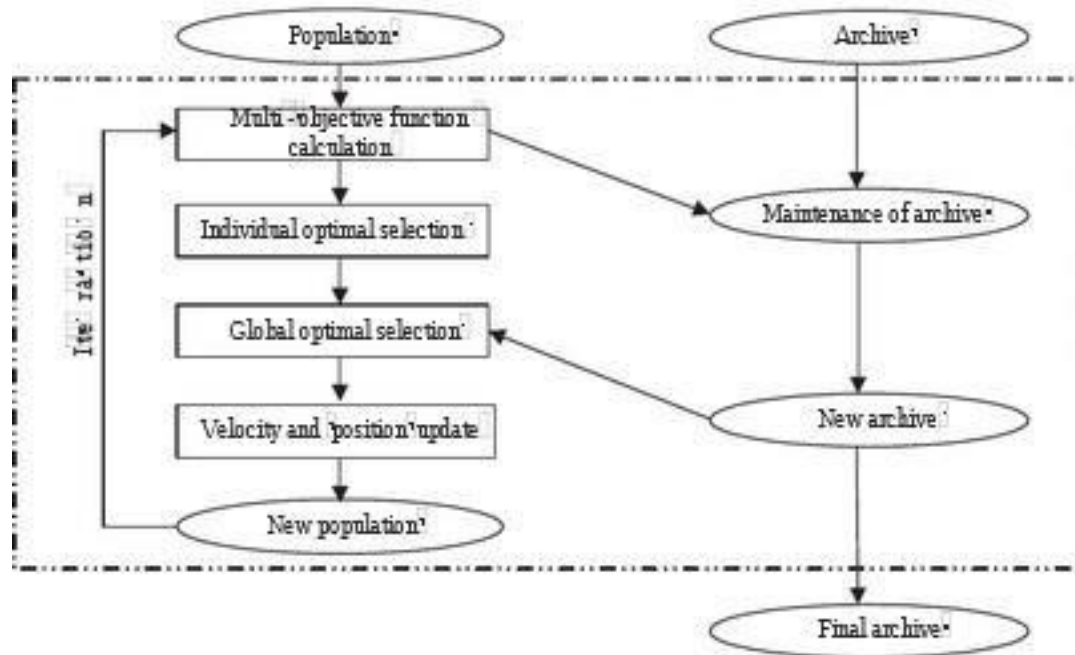 Population
Archive
Multi-objective function
calculation
Individual optimal selection
Maintenance of archive
Global optimal selection
Iteration
Velocity and position update
New archive
New population
Final archive